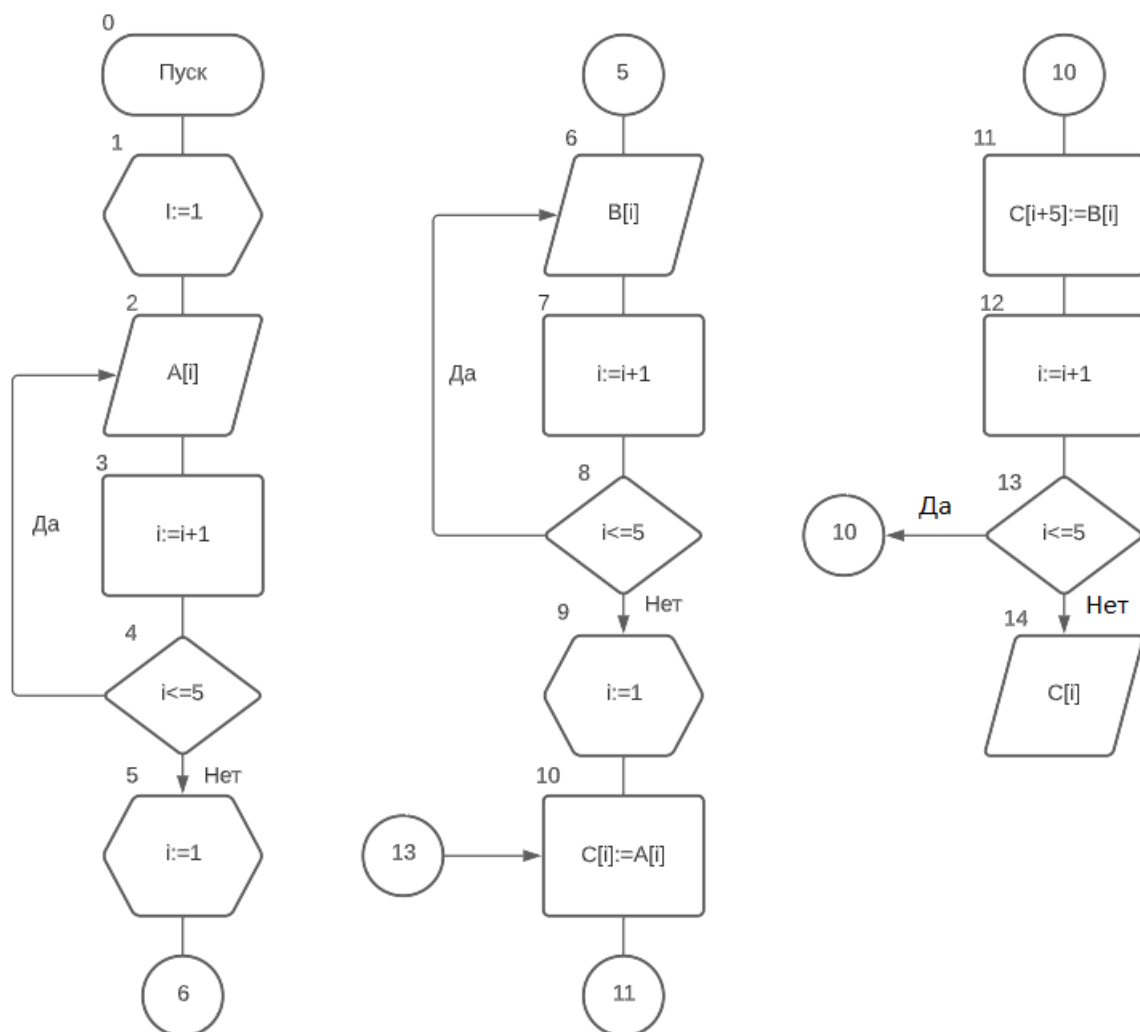 0
Пуск
1
I:=1
2
A[i]
3
Да
i:=i+1
4
i<=5
5
Нет
i:=1
6
5
6
B[i]
7
Да
i:=i+1
8
i<=5
9
Нет
i:=1
10
13
C[i]:=A[i]
11
10
11
C[i+5]:=B[i]
12
i:=i+1
13
10
Да
i<=5
14
Нет
C[i]